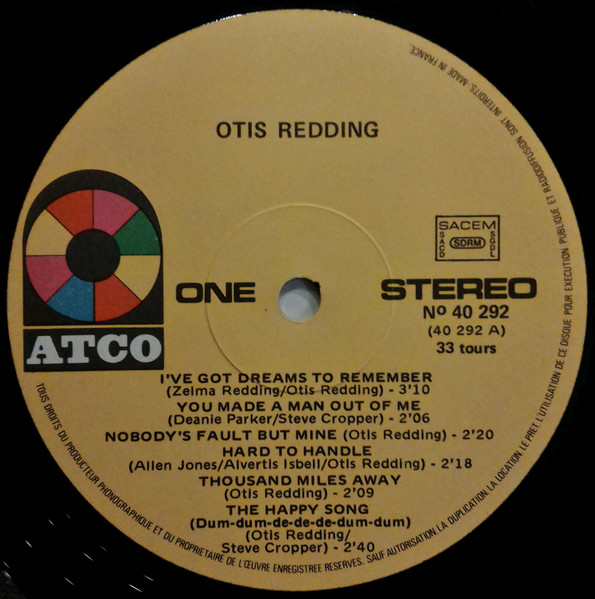 OTIS REDDING
SACEM
SACD
SDRM
SGDL
ATCO
ONE
STEREO
Nº 40 292
(40 292 A)
33 tours
I'VE GOT DREAMS TO REMEMBER
(Zelma Redding/Otis Redding) - 3'10
YOU MADE A MAN OUT OF ME
(Deanie Parker/Steve Cropper) - 2'06
NOBODY'S FAULT BUT MINE (Otis Redding) - 2'20
HARD TO HANDLE
(Allen Jones/Alvertis Isbell/Otis Redding) - 2'18
THOUSAND MILES AWAY
(Otis Redding) - 2'09
THE HAPPY SONG
(Dum-dum-de-de-de-dum-dum)
(Otis Redding/
Steve Cropper) - 2'40
TOUS DROITS DU PRODUCTEUR PHONOGRAPHIQUE ET DU PROPRIETAIRE DE L'ŒUVRE ENREGISTREE RESERVES. SAUF AUTORISATION, LA DUPLICATION, LA LOCATION, LE PRET, L'UTILISATION DE CE DISQUE POUR EXECUTION PUBLIQUE ET RADIODIFFUSION SONT INTERDITS. MADE IN FRANCE.